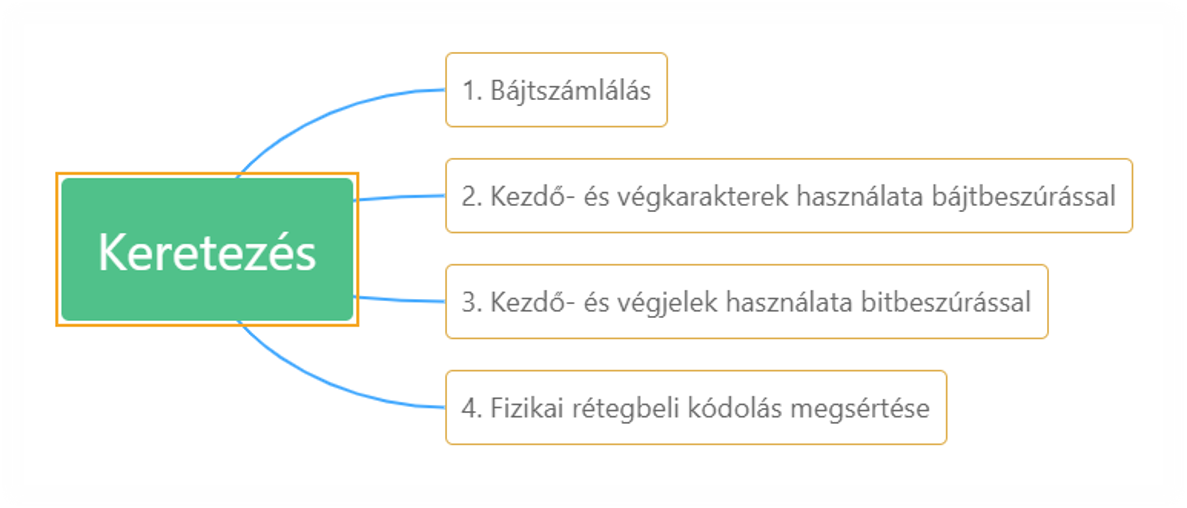 Keretezés
1. Bájtszámlálás
2. Kezdő- és végkarakterek használata bájtbeszúrással
3. Kezdő- és végjelek használata bitbeszúrással
4. Fizikai rétegbeli kódolás megsértése